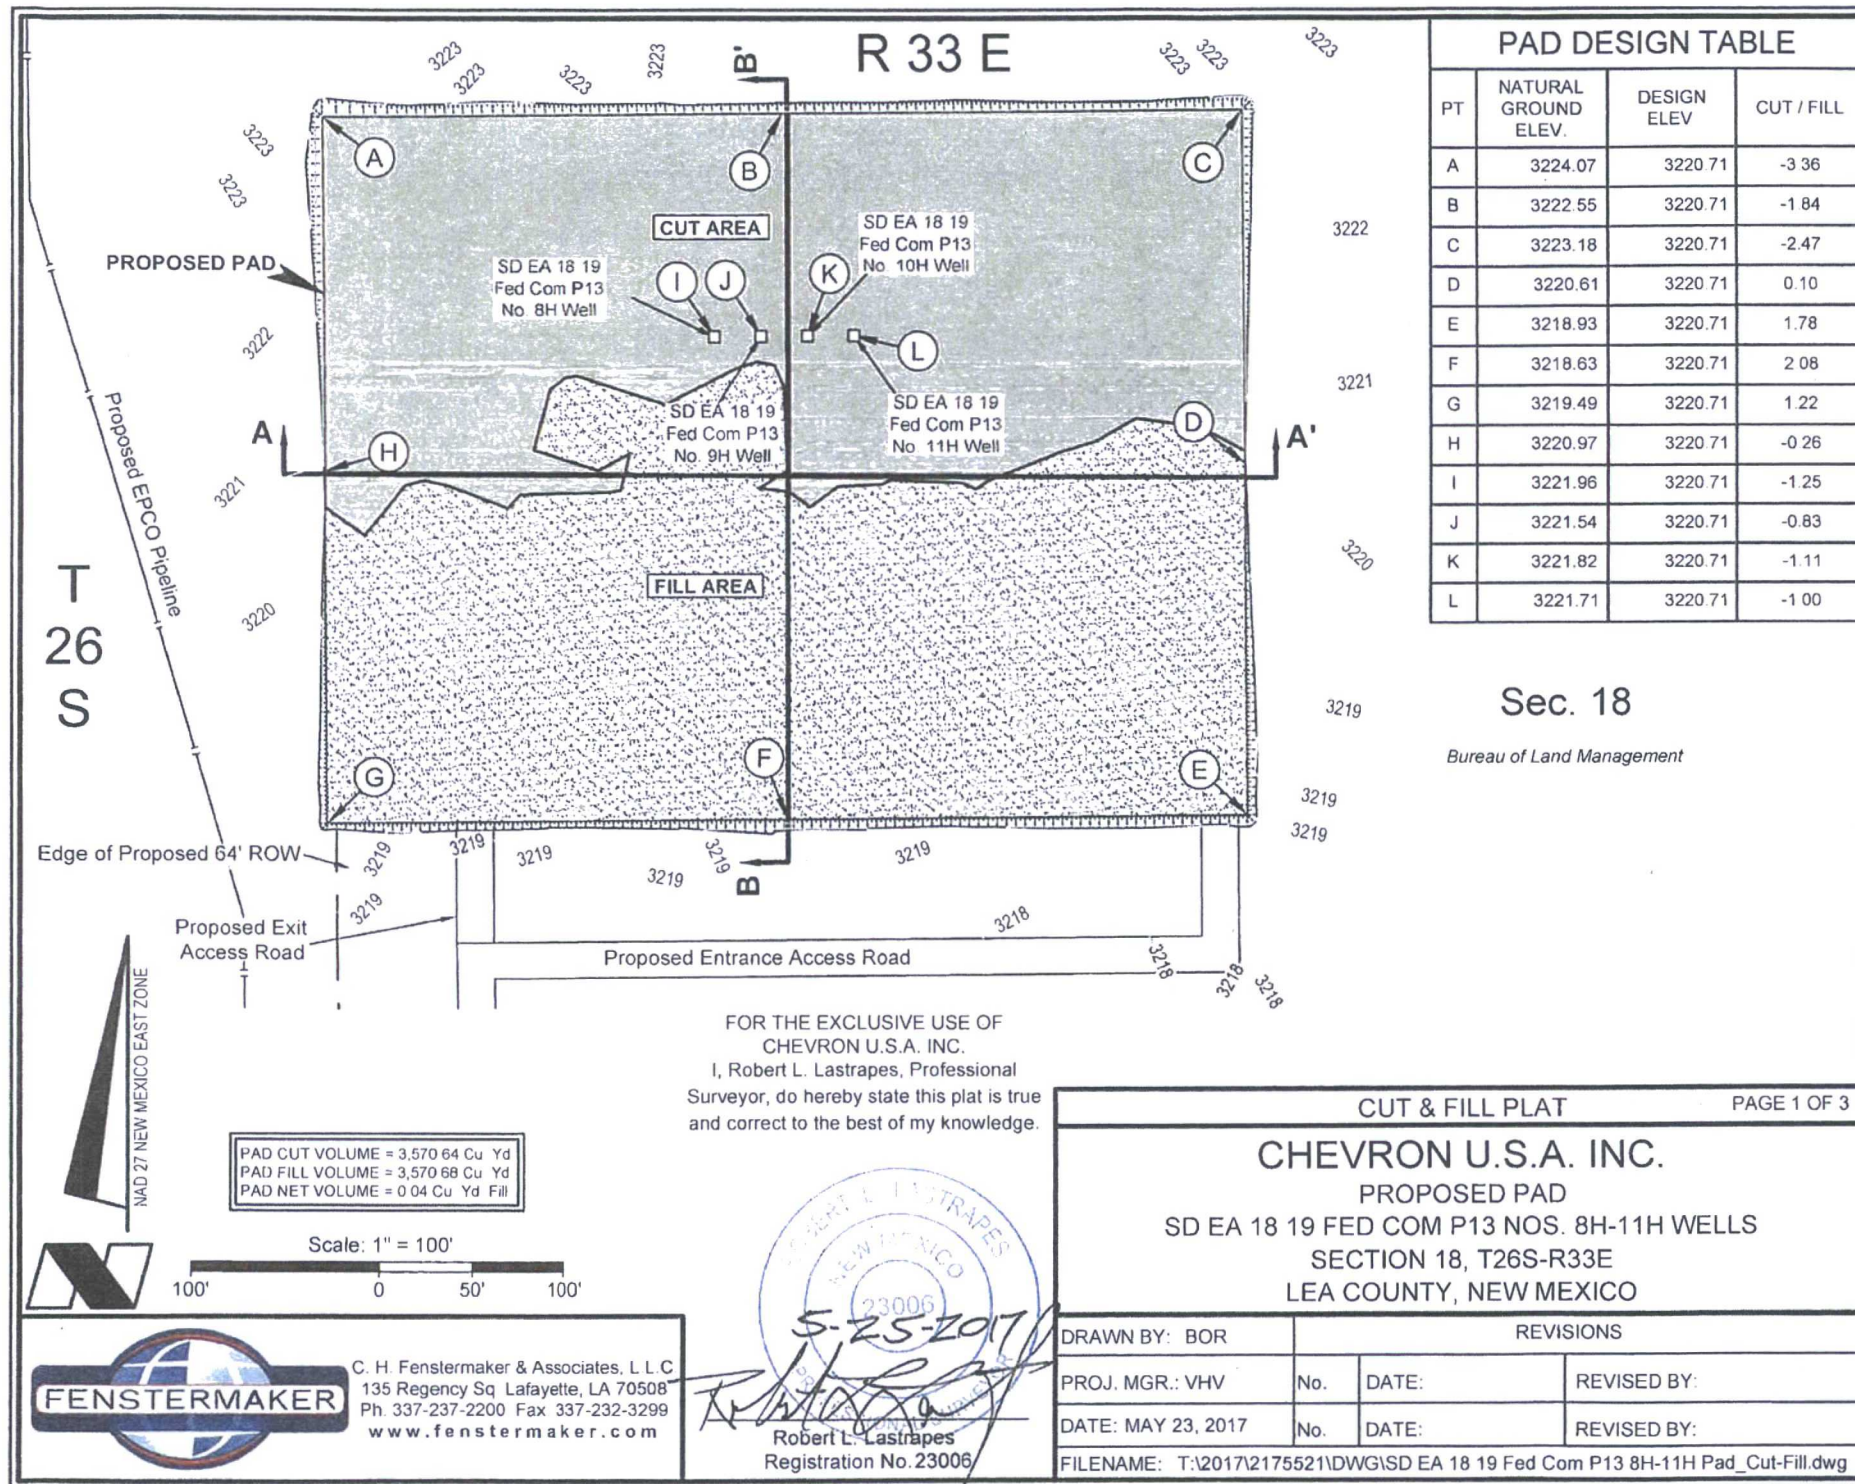 R 33 E
3223
3223
3223
3223
3223
3223
3223
B'
3223
3223
3222
3221
3220
A
B
C
CUT AREA
PROPOSED PAD
SD EA 18 19
Fed Com P13
No. 8H Well
I
J
K
L
SD EA 18 19
Fed Com P13
No. 10H Well
SD EA 18 19
Fed Com P13
No. 9H Well
SD EA 18 19
Fed Com P13
No. 11H Well
D
H
A
A'
3222
3221
3220
3219
3219
3219
Proposed EPCO Pipeline
T
26
S
FILL AREA
G
F
E
B
Edge of Proposed 64' ROW
3219
3219
3219
3219
3219
3219
3219
3218
3218
3218
3218
Proposed Exit
Access Road
Proposed Entrance Access Road
PAD DESIGN TABLE
PT NATURAL GROUND ELEV. DESIGN ELEV CUT / FILL
A 3224.07 3220.71 -3 36
B 3222.55 3220.71 -1 84
C 3223.18 3220.71 -2.47
D 3220.61 3220.71 0.10
E 3218.93 3220.71 1.78
F 3218.63 3220.71 2 08
G 3219.49 3220.71 1.22
H 3220.97 3220.71 -0 26
I 3221.96 3220.71 -1.25
J 3221.54 3220.71 -0.83
K 3221.82 3220.71 -1.11
L 3221.71 3220.71 -1 00
Sec. 18
Bureau of Land Management
NAD 27 NEW MEXICO EAST ZONE
FOR THE EXCLUSIVE USE OF
CHEVRON U.S.A. INC.
I, Robert L. Lastrapes, Professional
Surveyor, do hereby state this plat is true
and correct to the best of my knowledge.
PAD CUT VOLUME = 3,570 64 Cu Yd
PAD FILL VOLUME = 3,570 68 Cu Yd
PAD NET VOLUME = 0 04 Cu Yd Fill
Scale: 1" = 100'
100' 0 50' 100'
FENSTERMAKER
C. H. Fenstermaker & Associates, L L.C
135 Regency Sq Lafayette, LA 70508
Ph. 337-237-2200 Fax 337-232-3299
www.fenstermaker.com
ROBERT L. LASTRAPES
NEW MEXICO
23006
PROFESSIONAL SURVEYOR
5-25-2017
Robert L. Lastrapes
Registration No. 23006
CUT & FILL PLAT PAGE 1 OF 3
CHEVRON U.S.A. INC.
PROPOSED PAD
SD EA 18 19 FED COM P13 NOS. 8H-11H WELLS
SECTION 18, T26S-R33E
LEA COUNTY, NEW MEXICO
DRAWN BY: BOR REVISIONS
PROJ. MGR.: VHV No. DATE: REVISED BY:
DATE: MAY 23, 2017 No. DATE: REVISED BY:
FILENAME: T:\2017\2175521\DWG\SD EA 18 19 Fed Com P13 8H-11H Pad_Cut-Fill.dwg